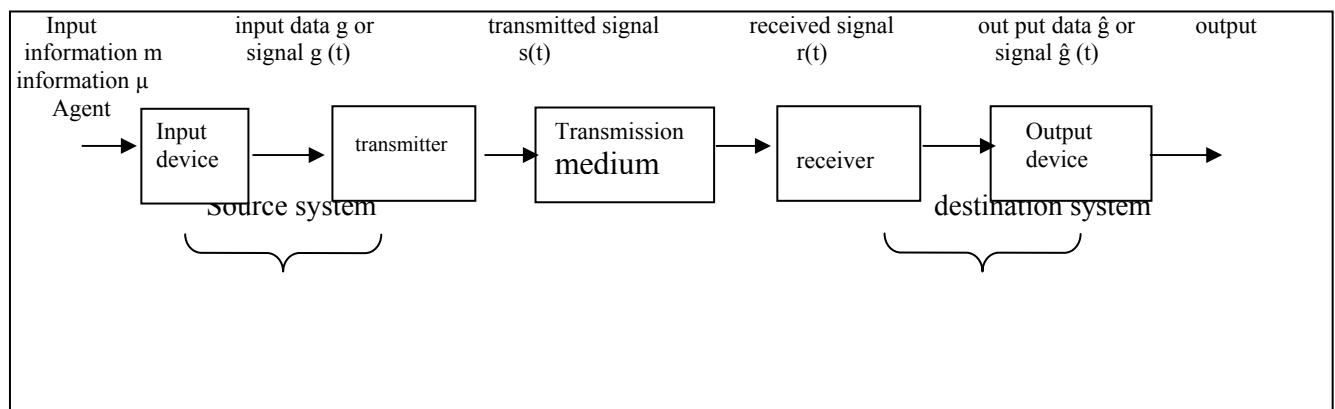 Input input data g or transmitted signal received signal out put data ĝ or output
information m signal g (t) s(t) r(t) signal ĝ (t)
information µ
Agent
Input
device
transmitter
Transmission
medium
receiver
Output
device
Source system destination system